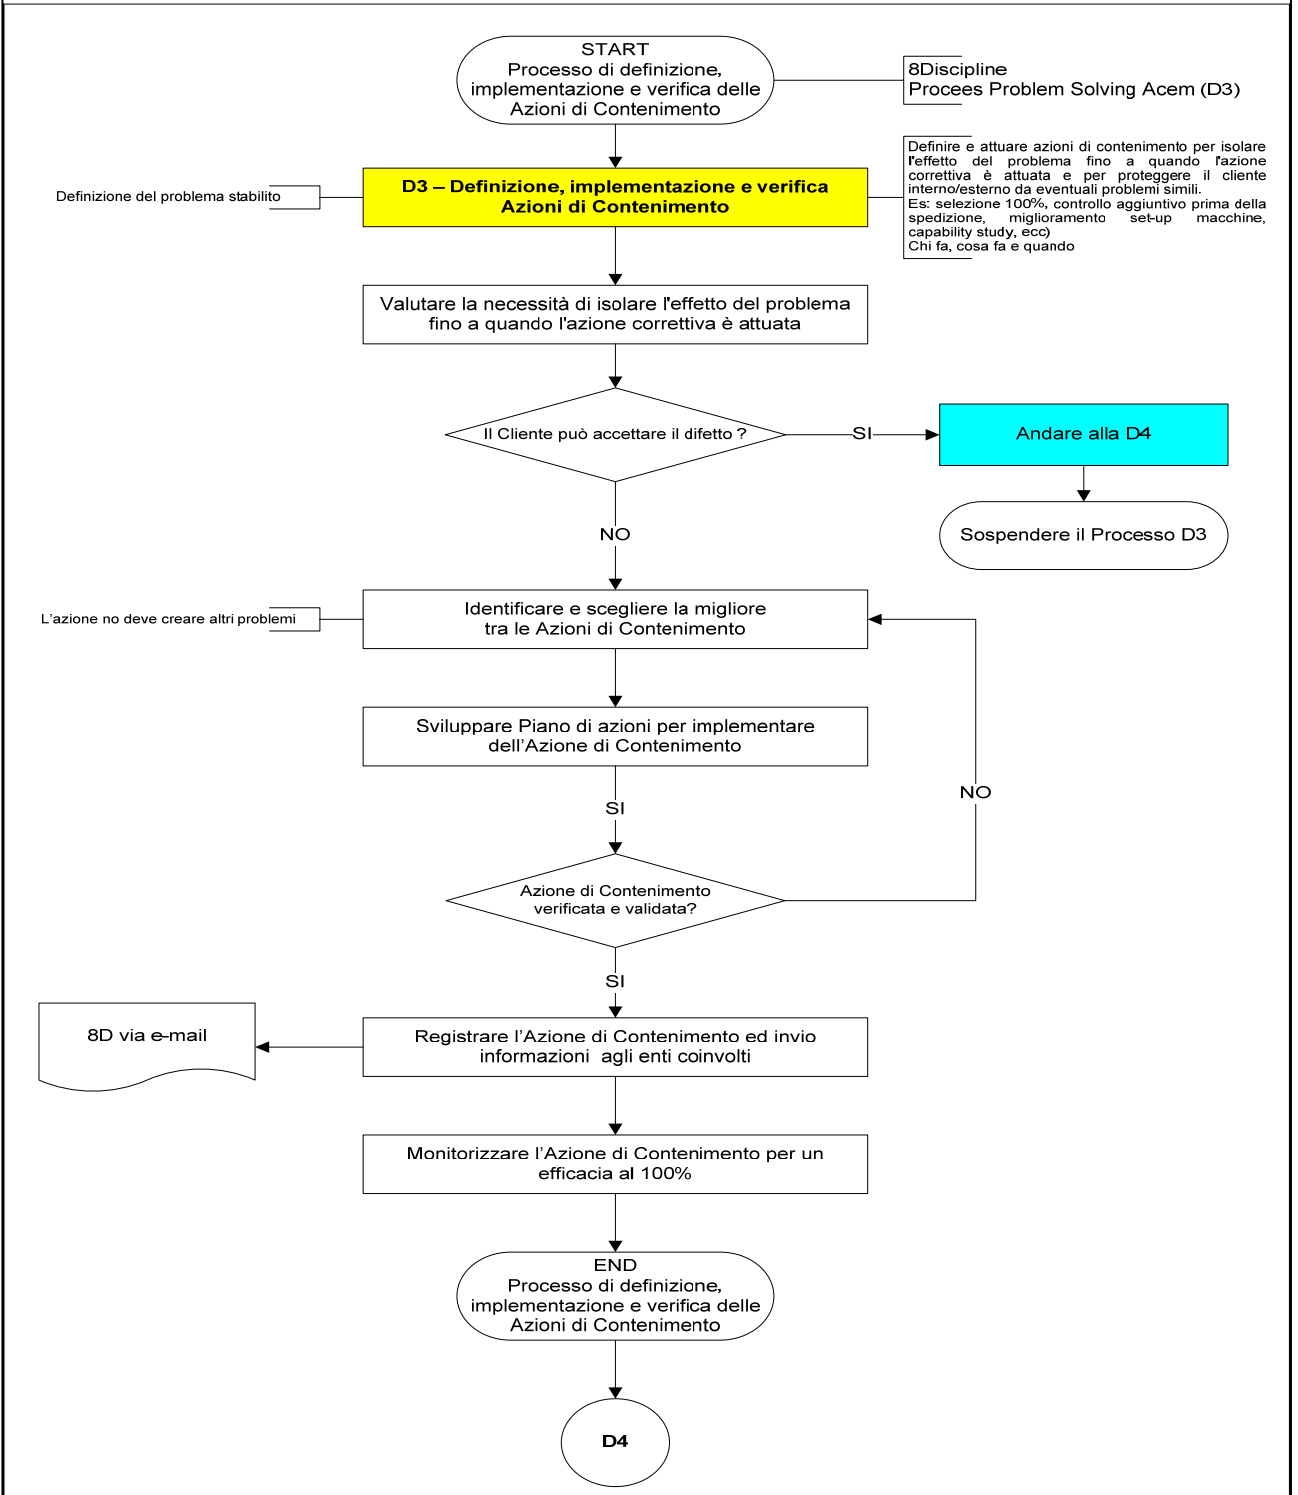 START
Processo di definizione,
implementazione e verifica delle
Azioni di Contenimento
8Discipline
Procees Problem Solving Acem (D3)
Definire e attuare azioni di contenimento per isolare
l'effetto del problema fino a quando l'azione
correttiva è attuata e per proteggere il cliente
interno/esterno da eventuali problemi simili.
Es: selezione 100%, controllo aggiuntivo prima della
spedizione, miglioramento set-up macchine,
capability study, ecc)
Chi fa, cosa fa e quando
Definizione del problema stabilito
D3 – Definizione, implementazione e verifica
Azioni di Contenimento
Valutare la necessità di isolare l'effetto del problema
fino a quando l'azione correttiva è attuata
Il Cliente può accettare il difetto ?
SI
Andare alla D4
Sospendere il Processo D3
NO
L'azione no deve creare altri problemi
Identificare e scegliere la migliore
tra le Azioni di Contenimento
Sviluppare Piano di azioni per implementare
dell'Azione di Contenimento
NO
SI
Azione di Contenimento
verificata e validata?
SI
8D via e-mail
Registrare l'Azione di Contenimento ed invio
informazioni  agli enti coinvolti
Monitorizzare l'Azione di Contenimento per un
efficacia al 100%
END
Processo di definizione,
implementazione e verifica delle
Azioni di Contenimento
D4